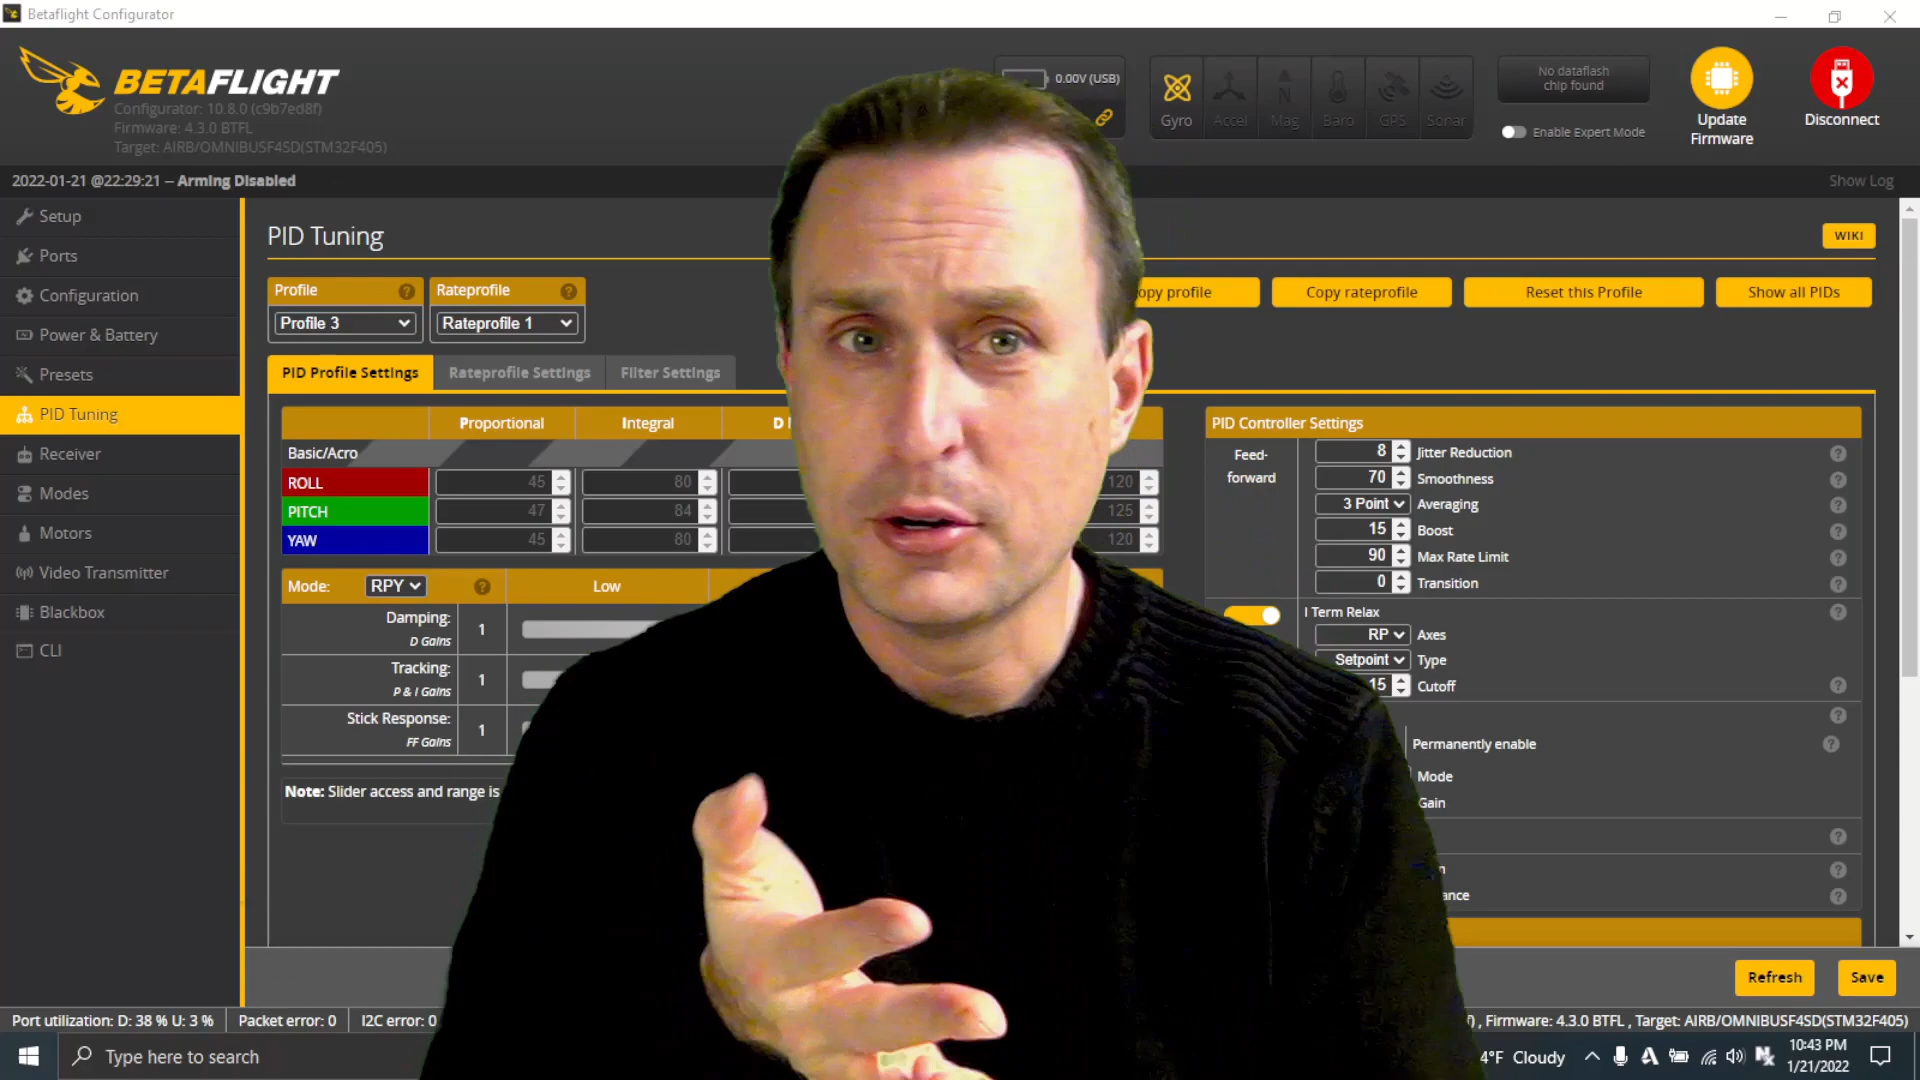 Betaflight Configurator
BETAFLIGHT
Configurator: 10.8.0 (c9b7ed8f)
Firmware: 4.3.0 BTFL
Target: AIRB/OMNIBUSF4SD(STM32F405)
0.00V (USB)
Gyro Accel Mag Baro GPS Sonar
No dataflash
chip found
Enable Expert Mode
Update
Firmware
Disconnect
2022-01-21 @22:29:21 -- Arming Disabled
Show Log
Setup
Ports
Configuration
Power & Battery
Presets
PID Tuning
Receiver
Modes
Motors
Video Transmitter
Blackbox
CLI
PID Tuning
WIKI
Profile
Profile 3
Rateprofile
Rateprofile 1
opy profile
Copy rateprofile
Reset this Profile
Show all PIDs
PID Profile Settings
Rateprofile Settings
Filter Settings
Proportional Integral D
Basic/Acro
ROLL 45 80 120
PITCH 47 84 125
YAW 45 80 120
Mode: RPY Low
Damping:
D Gains
1
Tracking:
P & I Gains
1
Stick Response:
FF Gains
1
Note: Slider access and range is
PID Controller Settings
Feed-
forward
8 Jitter Reduction
70 Smoothness
3 Point Averaging
15 Boost
90 Max Rate Limit
0 Transition
I Term Relax
RP Axes
Setpoint Type
15 Cutoff
Permanently enable
Mode
Gain
n
ance
Refresh
Save
Port utilization: D: 38 % U: 3 %
Packet error: 0
I2C error: 0
, Firmware: 4.3.0 BTFL , Target: AIRB/OMNIBUSF4SD(STM32F405)
Type here to search
4°F Cloudy
10:43 PM
1/21/2022